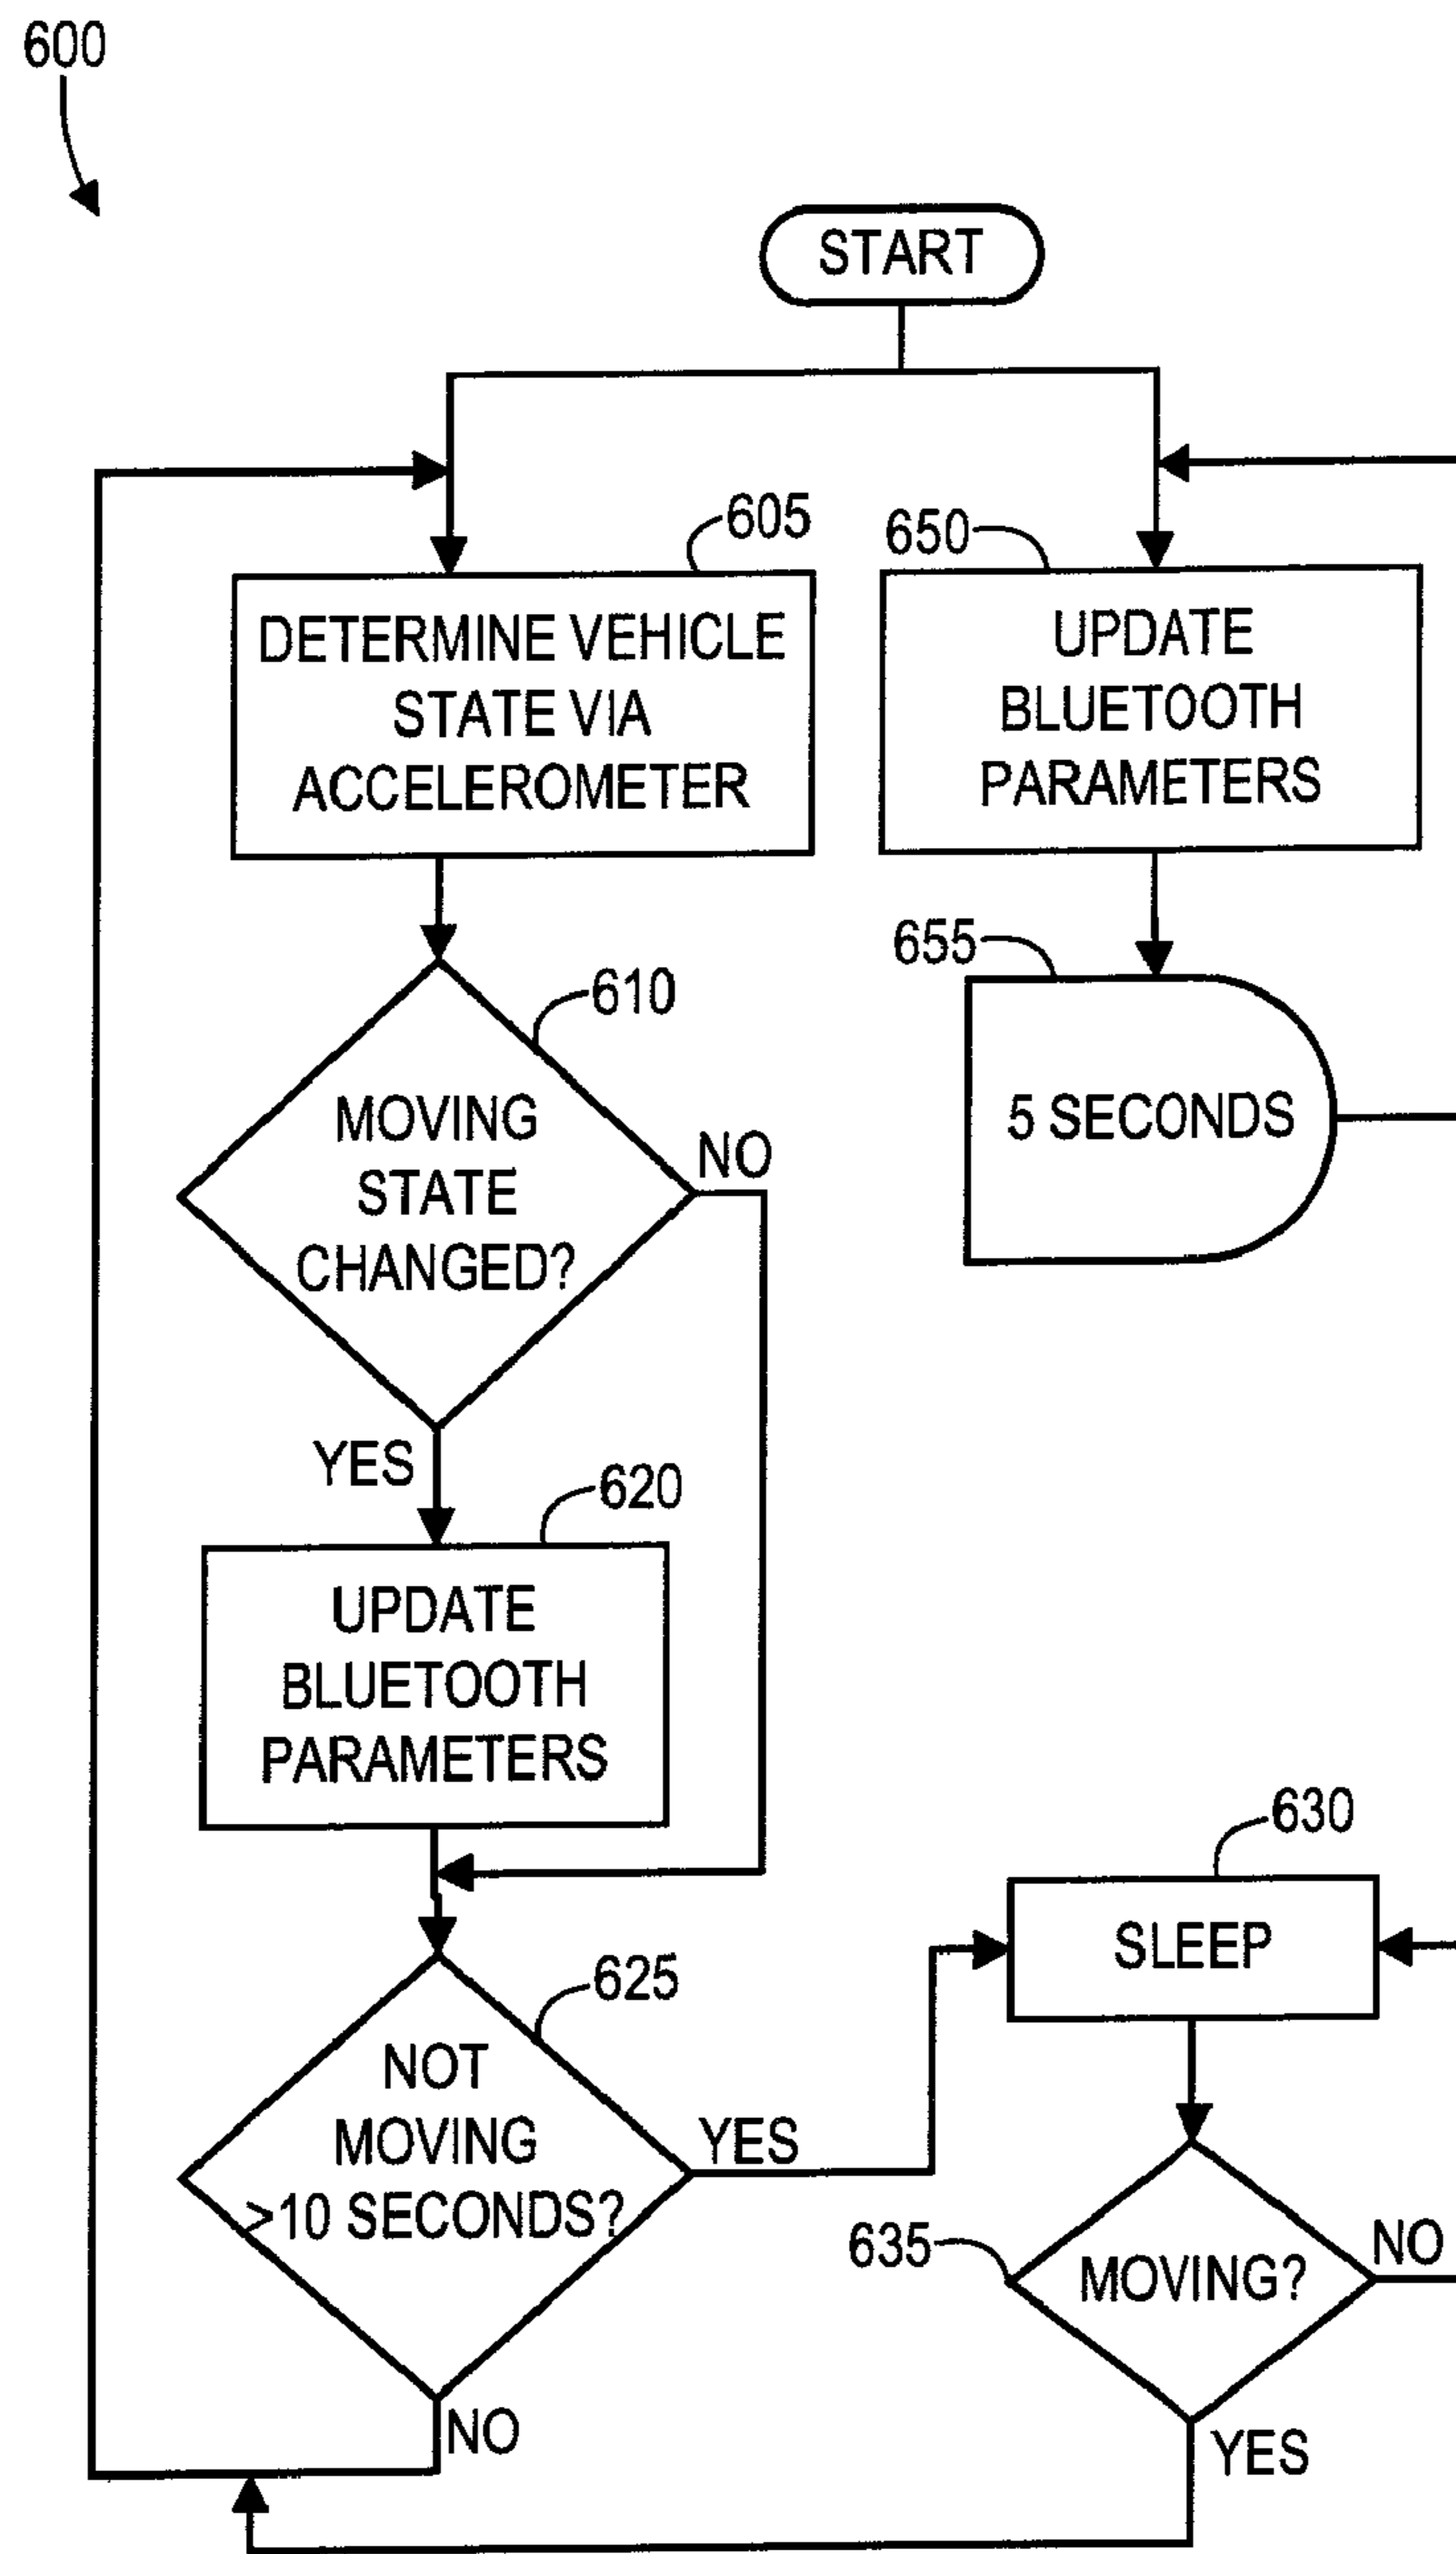 600
START
605
DETERMINE VEHICLE
STATE VIA
ACCELEROMETER
650
UPDATE
BLUETOOTH
PARAMETERS
655
5 SECONDS
610
MOVING
STATE
CHANGED?
NO
YES
620
UPDATE
BLUETOOTH
PARAMETERS
625
NOT
MOVING
>10 SECONDS?
YES
NO
630
SLEEP
635
MOVING?
NO
YES